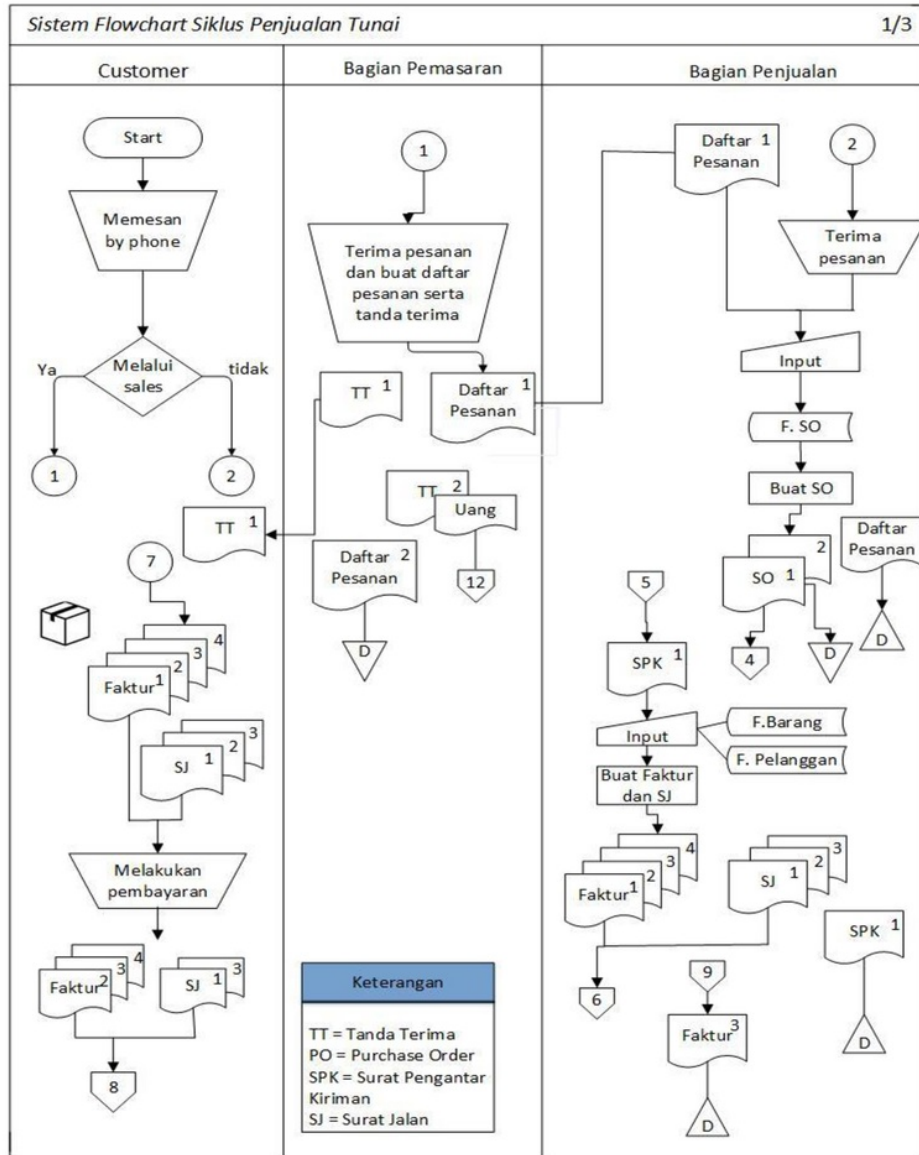 Sistem Flowchart Siklus Penjualan Tunai
1/3
Customer
Bagian Pemasaran
Bagian Penjualan
Start
Memesan
by phone
Melalui
sales
Ya
tidak
1
2
TT 1
7
Faktur 1
2
3
4
SJ 1
2
3
Melakukan
pembayaran
Faktur 2
3
4
SJ 1
3
8
1
Terima pesanan
dan buat daftar
pesanan serta
tanda terima
TT 1
Daftar 1
Pesanan
TT 2
Uang
12
Daftar 2
Pesanan
D
Keterangan
TT = Tanda Terima
PO = Purchase Order
SPK = Surat Pengantar
Kiriman
SJ = Surat Jalan
Daftar 1
Pesanan
2
Terima
pesanan
Input
F. SO
Buat SO
SO 1
2
4
D
Daftar
Pesanan
D
5
SPK 1
Input
F.Barang
F. Pelanggan
Buat Faktur
dan SJ
Faktur 1
2
3
4
SJ 1
2
3
6
SPK 1
D
9
Faktur 3
D